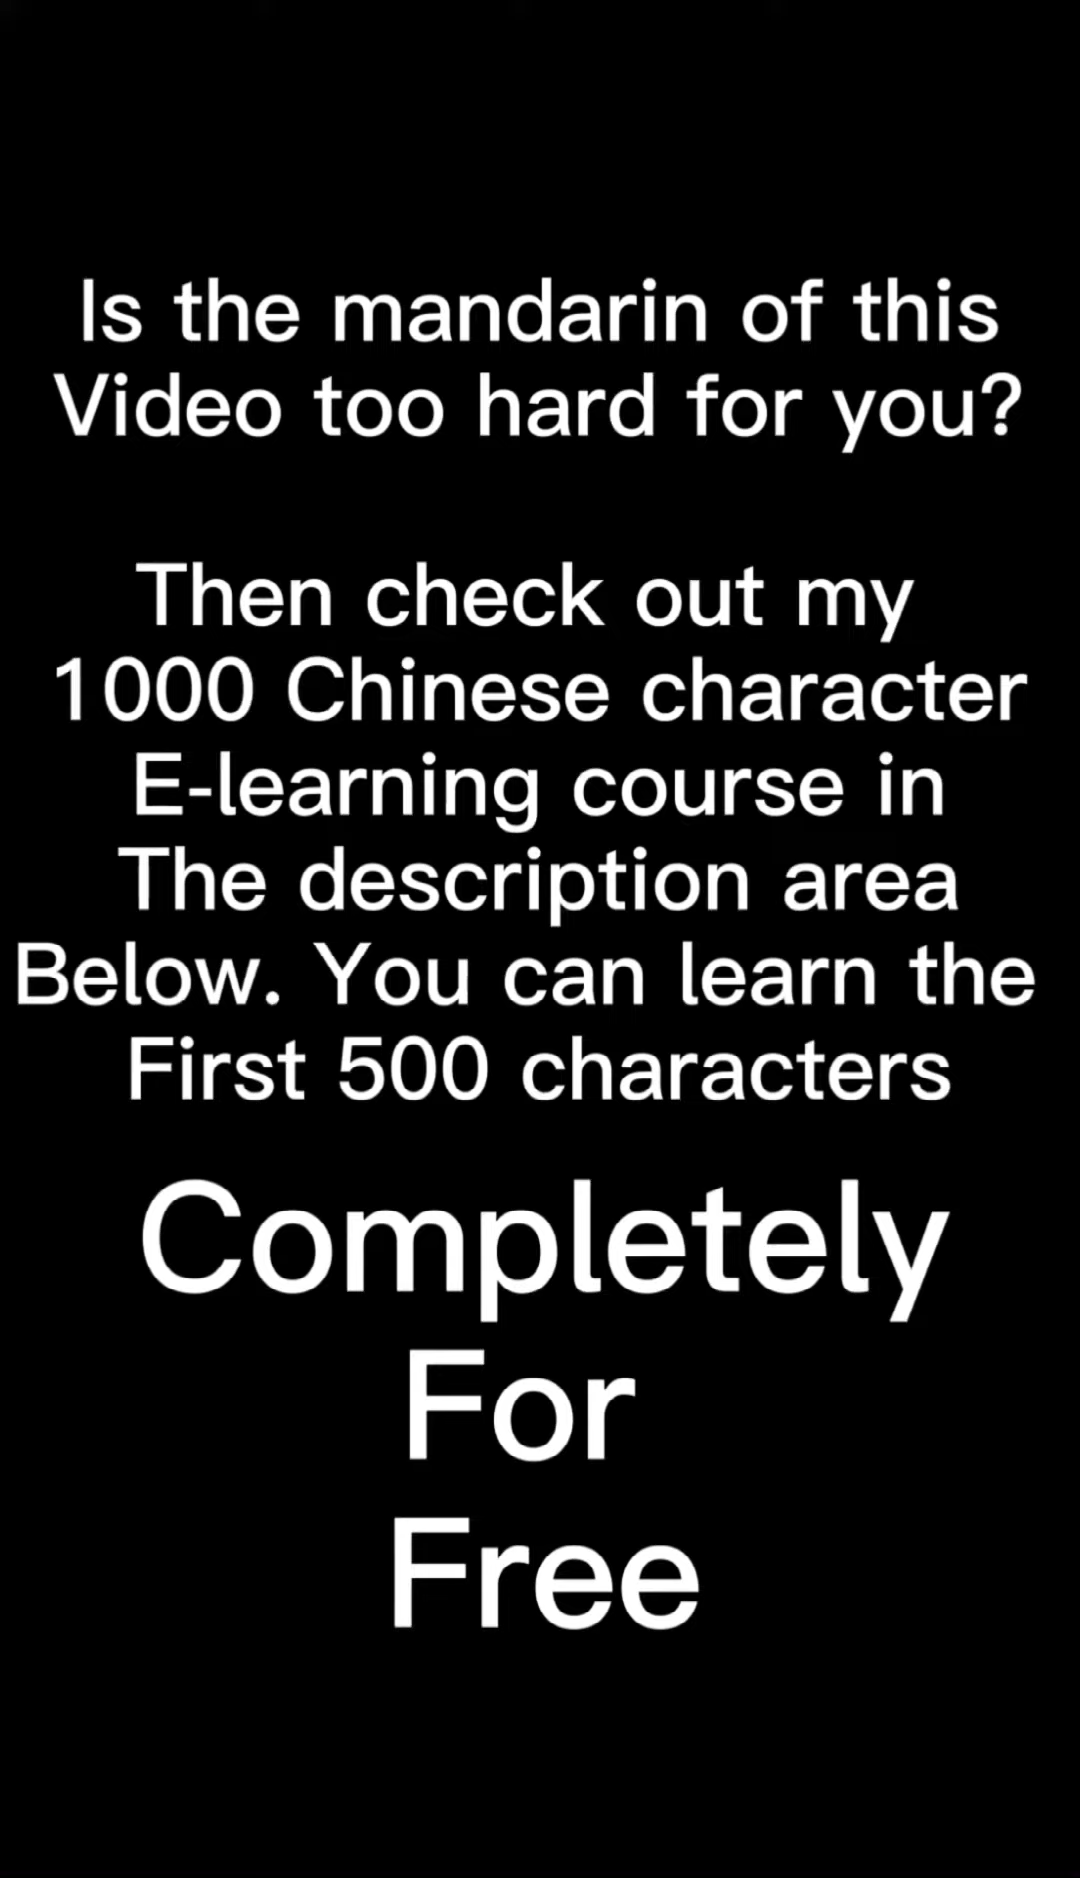 Is the mandarin of this
Video too hard for you?
Then check out my
1000 Chinese character
E-learning course in
The description area
Below. You can learn the
First 500 characters
Completely
For
Free